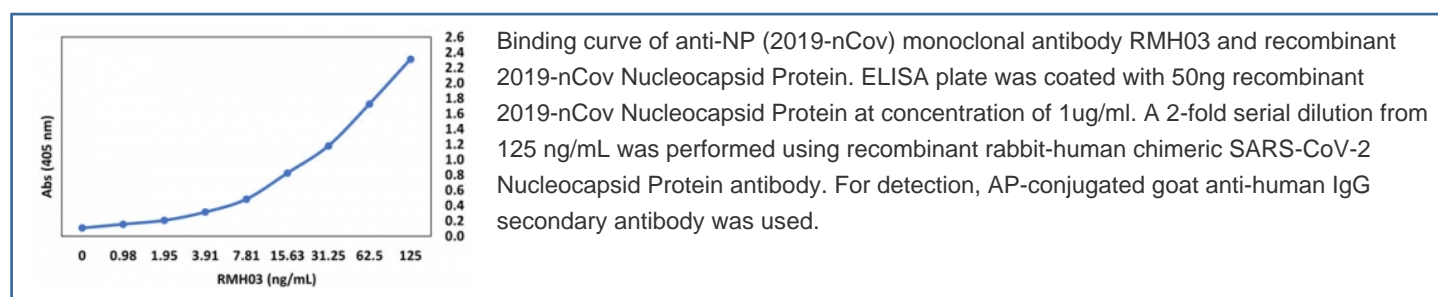 2.6
2.4
2.2
2.0
1.8
1.6
1.4
1.2
1.0
0.8
0.6
0.4
0.2
0.0
Abs (405 nm)
0 0.98 1.95 3.91 7.81 15.63 31.25 62.5 125
RMH03 (ng/mL)
Binding curve of anti-NP (2019-nCov) monoclonal antibody RMH03 and recombinant
2019-nCov Nucleocapsid Protein. ELISA plate was coated with 50ng recombinant
2019-nCov Nucleocapsid Protein at concentration of 1ug/ml. A 2-fold serial dilution from
125 ng/mL was performed using recombinant rabbit-human chimeric SARS-CoV-2
Nucleocapsid Protein antibody. For detection, AP-conjugated goat anti-human IgG
secondary antibody was used.